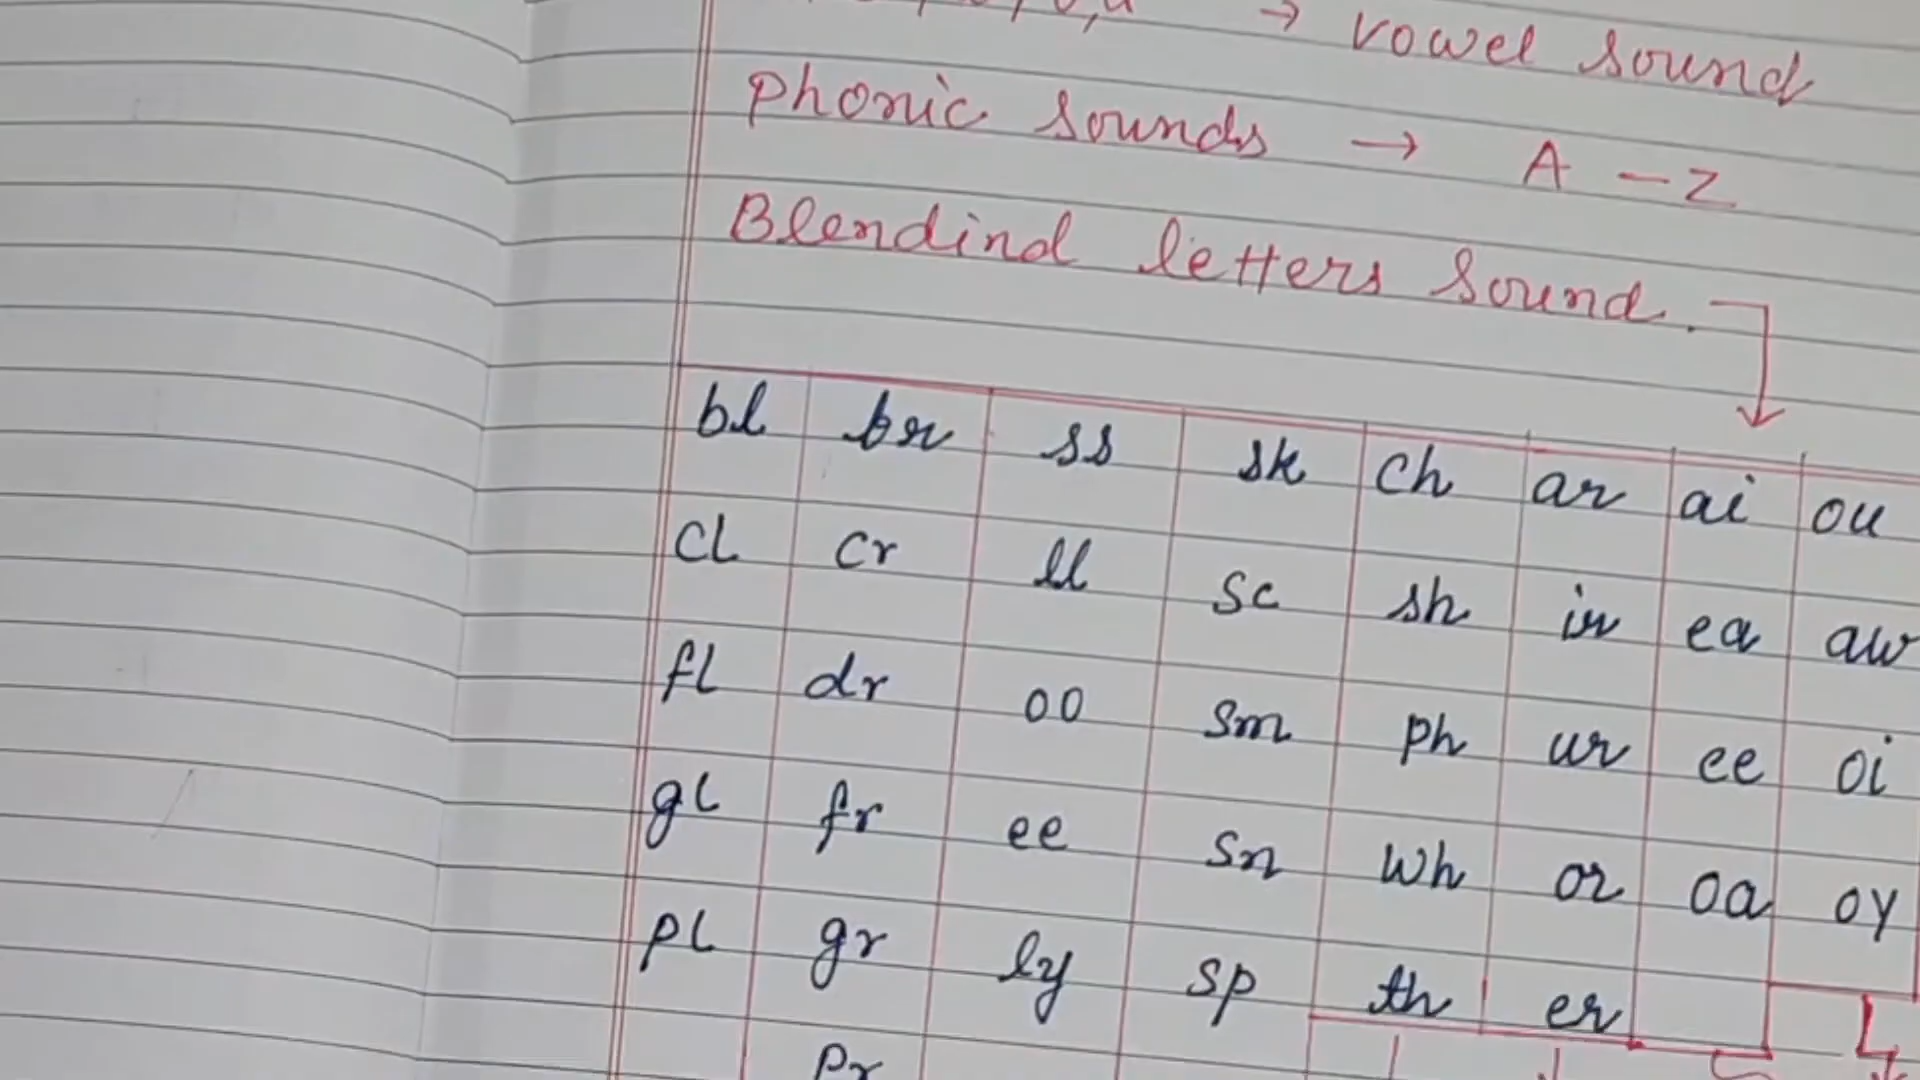 → vowel sound
Phonic sounds → A - Z
Blendind letters sound.
bl br ss sk ch ar ai ou
cl cr ll sc sh ir ea aw
fl dr oo sm ph ur ee oi
gl fr ee sn wh or oa oy
pl gr ly sp th er
pr